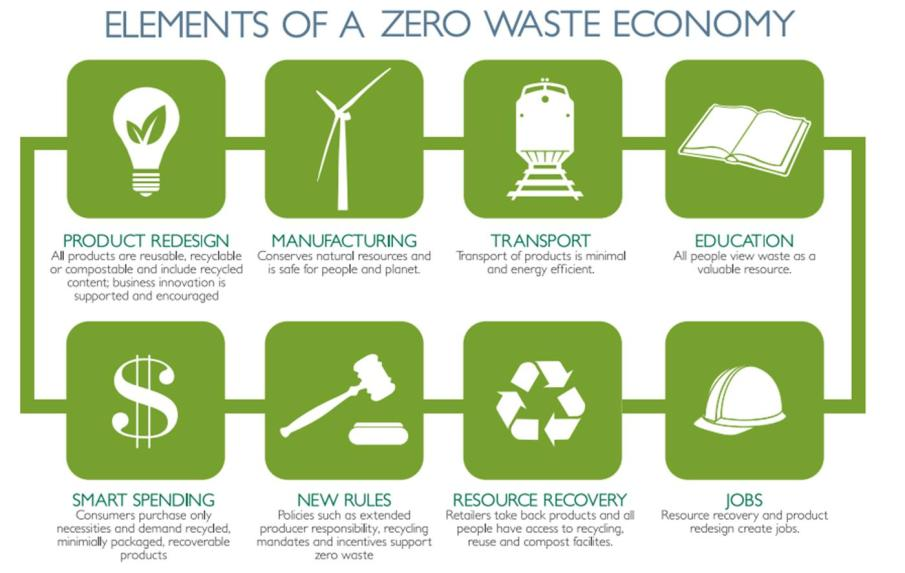 ELEMENTS OF A ZERO WASTE ECONOMY
PRODUCT REDESIGN
All products are reusable, recyclable
or compostable and include recycled
content; business innovation is
supported and encouraged
MANUFACTURING
Conserves natural resources and
is safe for people and planet.
TRANSPORT
Transport of products is minimal
and energy efficient.
EDUCATION
All people view waste as a
valuable resource.
SMART SPENDING
Consumers purchase only
necessities and demand recycled,
minimially packaged, recoverable
products
NEW RULES
Policies such as extended
producer responsibility, recycling
mandates and incentives support
zero waste
RESOURCE RECOVERY
Retailers take back products and all
people have access to recycling,
reuse and compost facilites.
JOBS
Resource recovery and product
redesign create jobs.